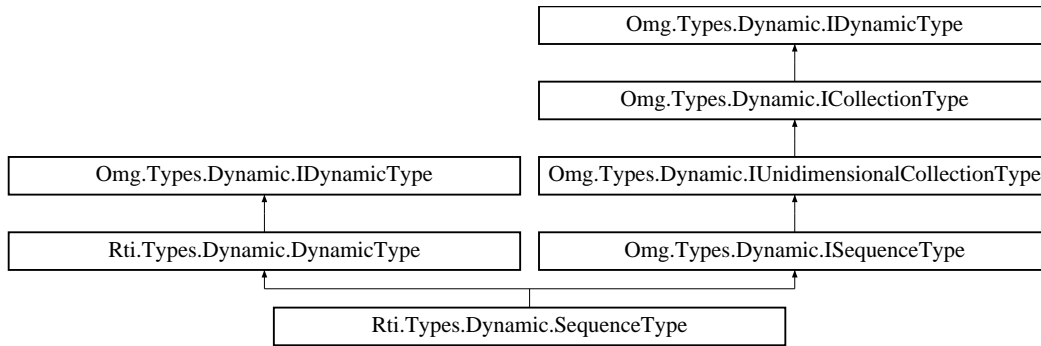 Omg.Types.Dynamic.IDynamicType
Omg.Types.Dynamic.ICollectionType
Omg.Types.Dynamic.IDynamicType
Omg.Types.Dynamic.IUnidimensionalCollectionType
Rti.Types.Dynamic.DynamicType
Omg.Types.Dynamic.ISequenceType
Rti.Types.Dynamic.SequenceType